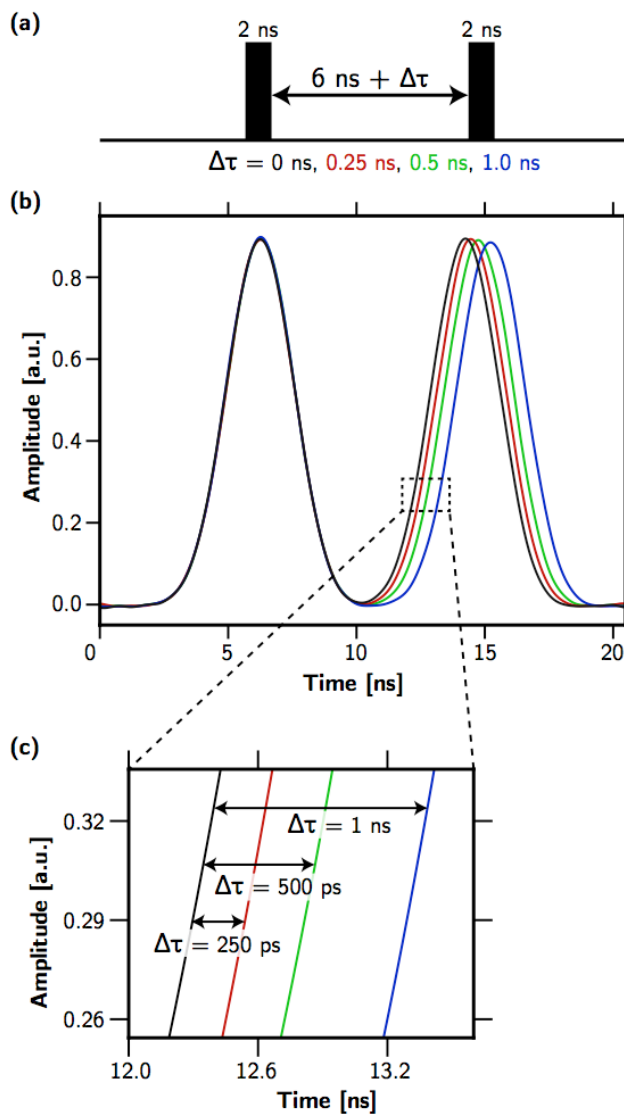 (a)
2 ns 2 ns
6 ns + Δτ
Δτ = 0 ns, 0.25 ns, 0.5 ns, 1.0 ns
(b)
Amplitude [a.u.]
0.8
0.6
0.4
0.2
0.0
0 5 10 15 20
Time [ns]
(c)
Amplitude [a.u.]
0.32
0.29
0.26
Δτ = 1 ns
Δτ = 500 ps
Δτ = 250 ps
12.0 12.6 13.2
Time [ns]